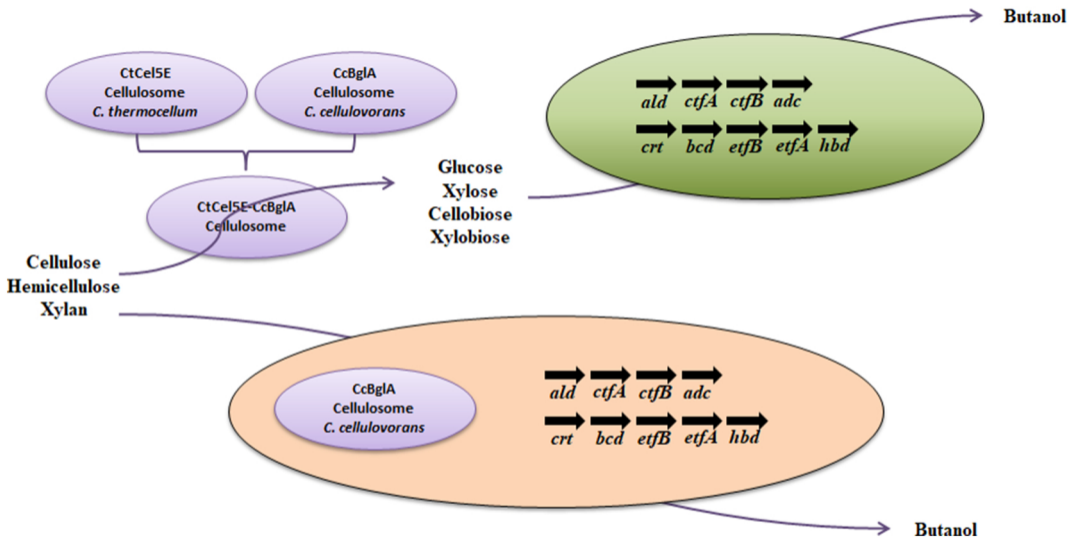 Butanol
CtCel5E
Cellulosome
C. thermocellum
CcBglA
Cellulosome
C. cellulovorans
ald ctfA ctfB adc
crt bcd etfB etfA hbd
Glucose
Xylose
Cellobiose
Xylobiose
CtCel5E-CcBglA
Cellulosome
Cellulose
Hemicellulose
Xylan
CcBglA
Cellulosome
C. cellulovorans
ald ctfA ctfB adc
crt bcd etfB etfA hbd
Butanol